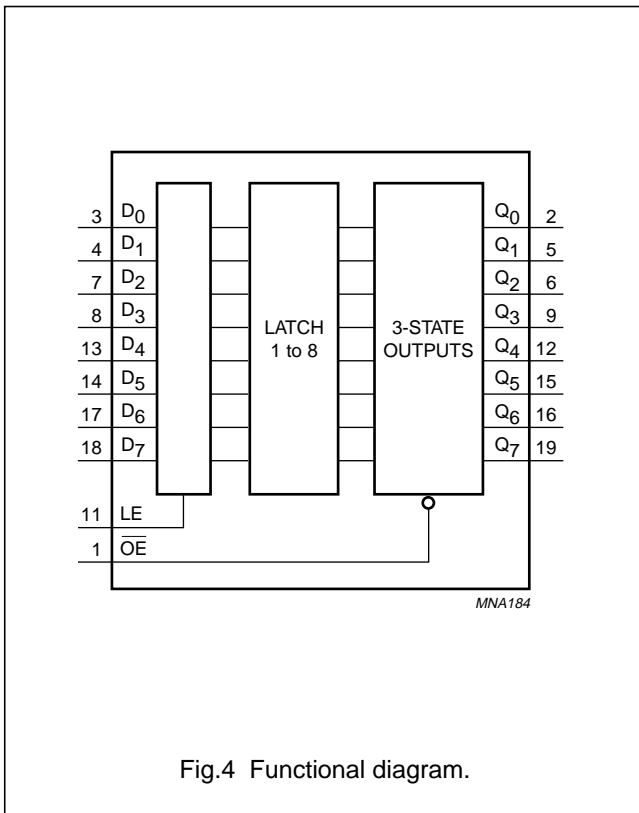 3 D0 Q0 2
4 D1 Q1 5
7 D2 Q2 6
8 D3 Q3 9
LATCH 3-STATE
13 D4 1 to 8 OUTPUTS Q4 12
14 D5 Q5 15
17 D6 Q6 16
18 D7 Q7 19
11 LE
1 O̅E̅
MNA184
Fig.4 Functional diagram.